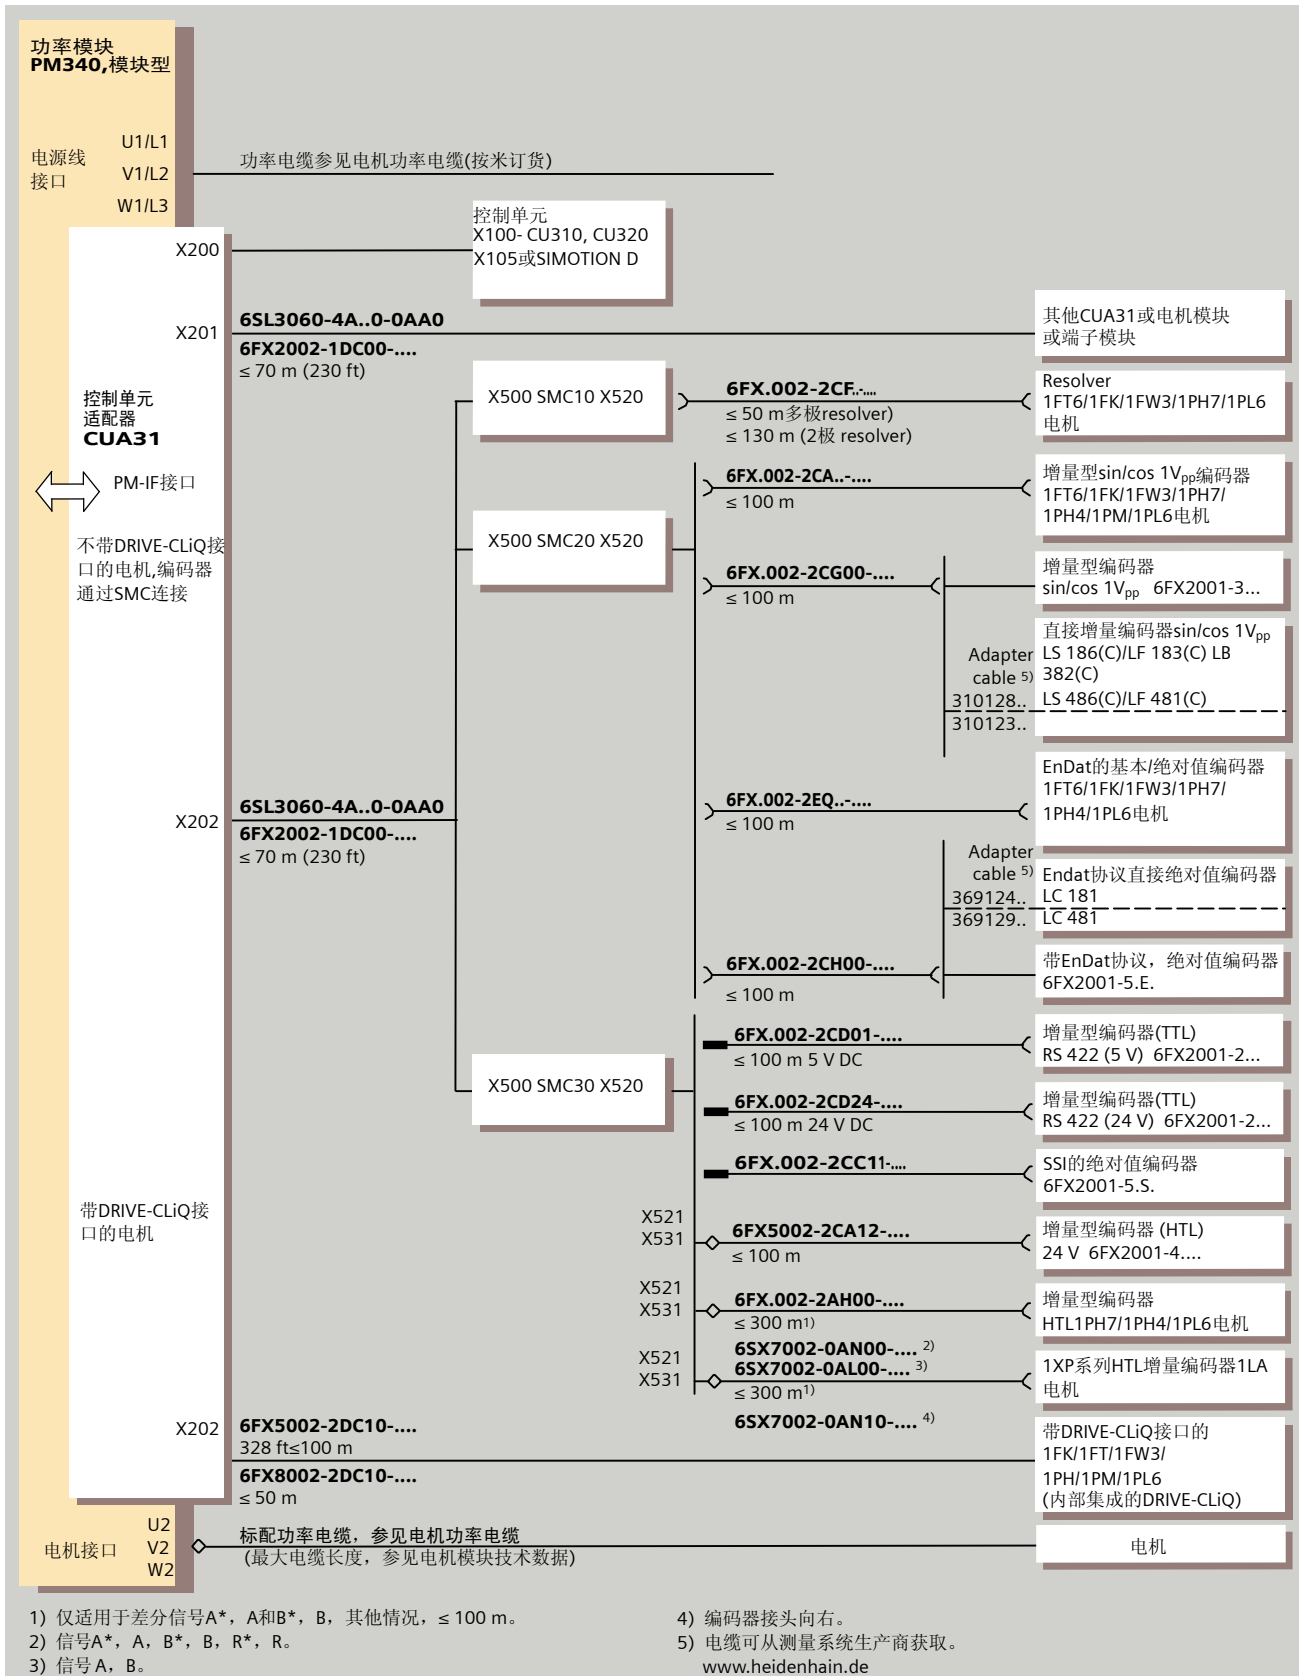 功率模块
PM340,模块型
电源线
接口
U1/L1
V1/L2
W1/L3
功率电缆参见电机功率电缆(按米订货)
X200
控制单元
X100- CU310, CU320
X105或SIMOTION D
X201
6SL3060-4A..0-0AA0
6FX2002-1DC00-....
≤ 70 m (230 ft)
其他CUA31或电机模块
或端子模块
控制单元
适配器
CUA31
PM-IF接口
不带DRIVE-CLiQ接
口的电机,编码器
通过SMC连接
X500 SMC10 X520
6FX.002-2CF..-....
≤ 50 m多极resolver)
≤ 130 m (2极 resolver)
Resolver
1FT6/1FK/1FW3/1PH7/1PL6
电机
X500 SMC20 X520
6FX.002-2CA..-....
≤ 100 m
增量型sin/cos 1Vpp编码器
1FT6/1FK/1FW3/1PH7/
1PH4/1PM/1PL6电机
6FX.002-2CG00-....
≤ 100 m
增量型编码器
sin/cos 1Vpp 6FX2001-3...
Adapter
cable 5)
310128..
310123..
直接增量编码器sin/cos 1Vpp
LS 186(C)/LF 183(C) LB
382(C)
LS 486(C)/LF 481(C)
X202
6SL3060-4A..0-0AA0
6FX2002-1DC00-....
≤ 70 m (230 ft)
6FX.002-2EQ..-....
≤ 100 m
EnDat的基本/绝对值编码器
1FT6/1FK/1FW3/1PH7/
1PH4/1PL6电机
Adapter
cable 5)
369124..
369129..
Endat协议直接绝对值编码器
LC 181
LC 481
6FX.002-2CH00-....
≤ 100 m
带EnDat协议，绝对值编码器
6FX2001-5.E.
X500 SMC30 X520
6FX.002-2CD01-....
≤ 100 m 5 V DC
增量型编码器(TTL)
RS 422 (5 V) 6FX2001-2...
6FX.002-2CD24-....
≤ 100 m 24 V DC
增量型编码器(TTL)
RS 422 (24 V) 6FX2001-2...
6FX.002-2CC11-....
SSI的绝对值编码器
6FX2001-5.S.
带DRIVE-CLiQ接
口的电机
X521
X531
6FX5002-2CA12-....
≤ 100 m
增量型编码器 (HTL)
24 V 6FX2001-4....
X521
X531
6FX.002-2AH00-....
≤ 300 m1)
增量型编码器
HTL1PH7/1PH4/1PL6电机
X521
X531
6SX7002-0AN00-.... 2)
6SX7002-0AL00-.... 3)
≤ 300 m1)
6SX7002-0AN10-.... 4)
1XP系列HTL增量编码器1LA
电机
X202
6FX5002-2DC10-....
328 ft≤100 m
6FX8002-2DC10-....
≤ 50 m
带DRIVE-CLiQ接口的
1FK/1FT/1FW3/
1PH/1PM/1PL6
(内部集成的DRIVE-CLiQ)
电机接口
U2
V2
W2
标配功率电缆，参见电机功率电缆
(最大电缆长度，参见电机模块技术数据)
电机
1) 仅适用于差分信号A*，A和B*，B，其他情况，≤ 100 m。
2) 信号A*，A，B*，B，R*，R。
3) 信号 A，B。
4) 编码器接头向右。
5) 电缆可从测量系统生产商获取。
www.heidenhain.de